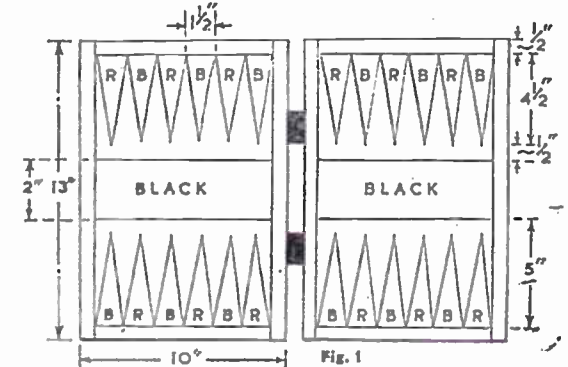 1½" ½"
R B R B R B R B R B R B
4½"
½"
2" 13" BLACK BLACK
5"
B R B R B R B R B R B R
10" Fig. 1